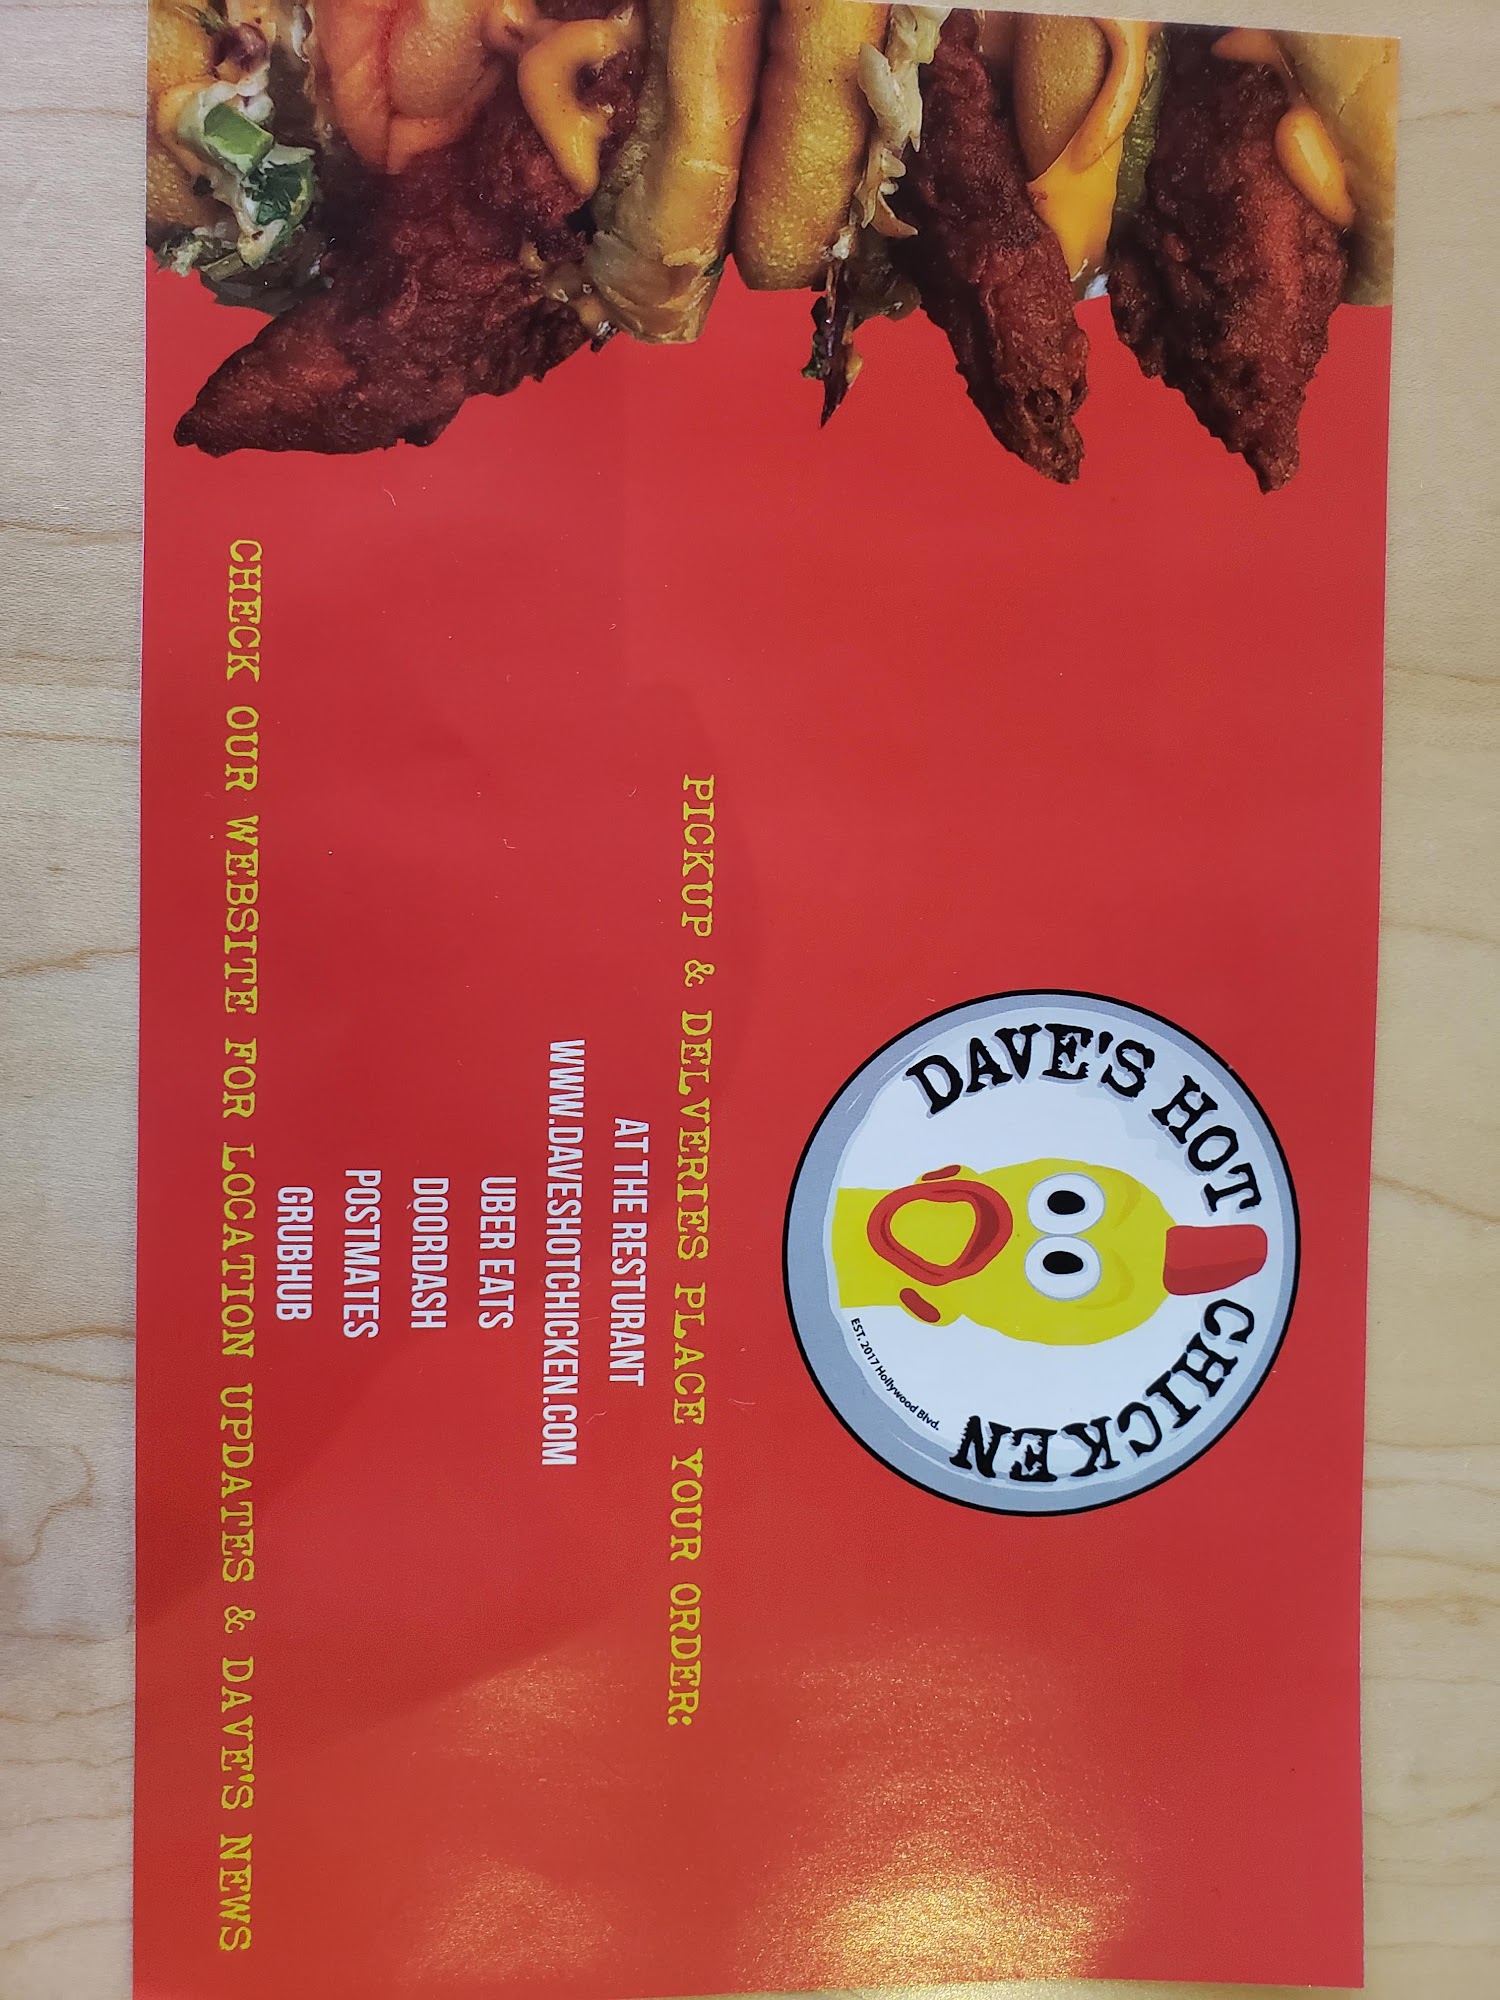 DAVE'S HOT CHICKEN
EST. 2017 Hollywood Blvd.
PICKUP & DELVERIES PLACE YOUR ORDER:
AT THE RESTURANT
WWW.DAVESHOTCHICKEN.COM
UBER EATS
DOORDASH
POSTMATES
GRUBHUB
CHECK OUR WEBSITE FOR LOCATION UPDATES & DAVE'S NEWS